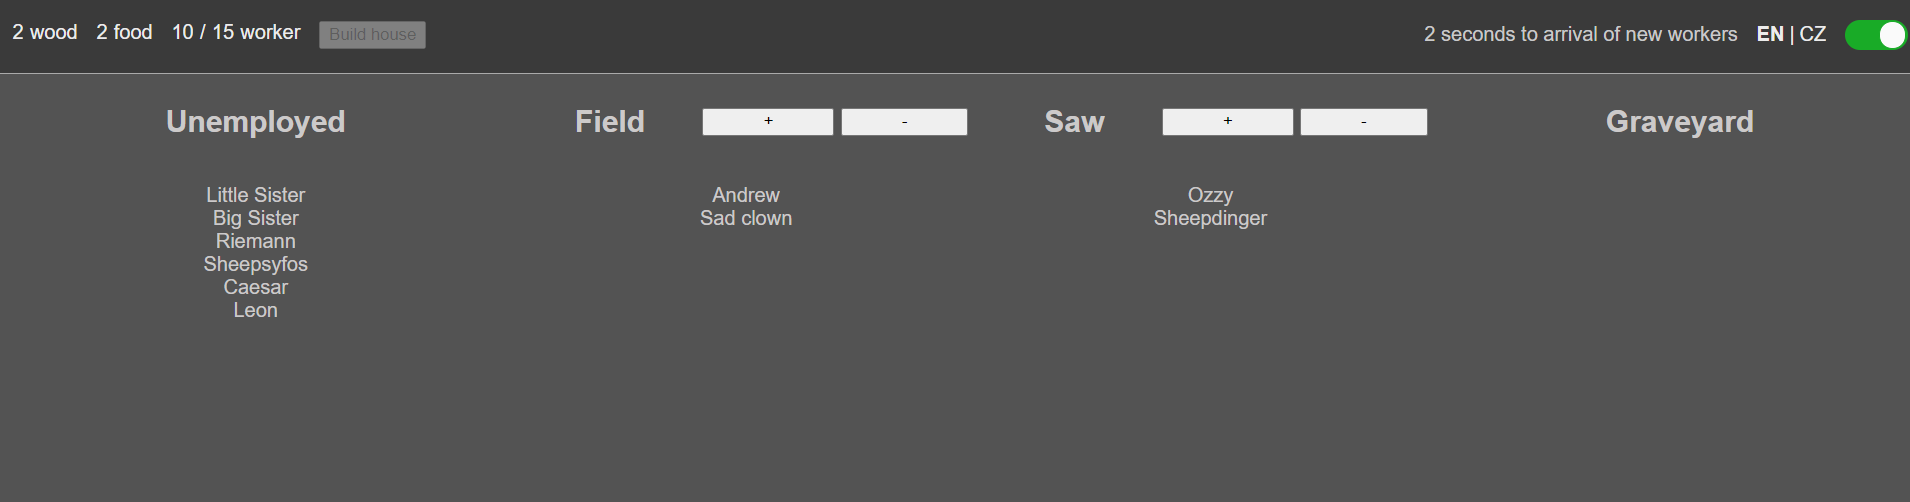 2 wood 2 food 10 / 15 worker Build house 2 seconds to arrival of new workers EN | CZ
Unemployed Field + - Saw + - Graveyard
Little Sister Andrew Ozzy
Big Sister Sad clown Sheepdinger
Riemann
Sheepsyfos
Caesar
Leon